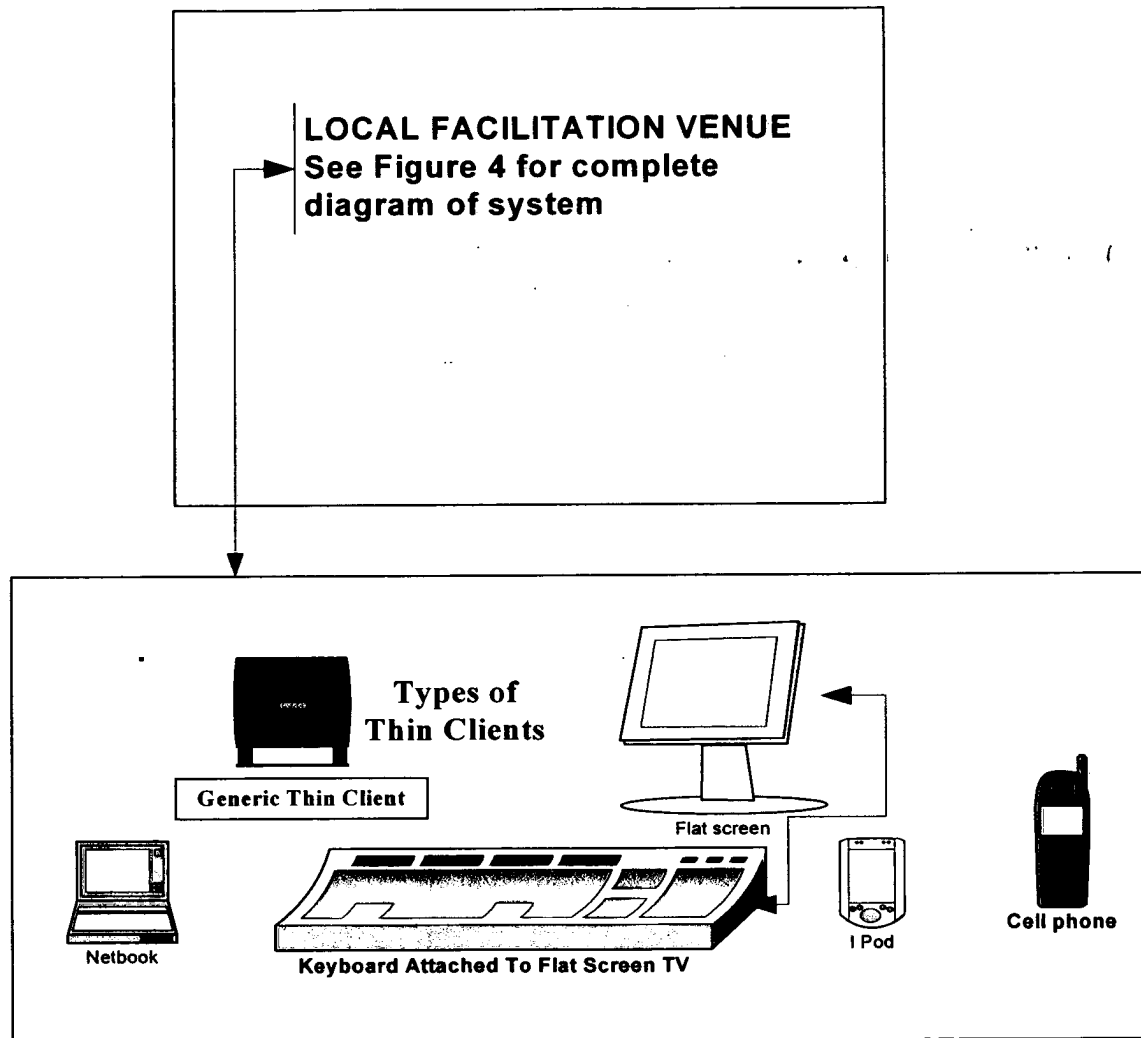 LOCAL FACILITATION VENUE
See Figure 4 for complete
diagram of system
Types of
Thin Clients
Generic Thin Client
Flat screen
Netbook
Keyboard Attached To Flat Screen TV
I Pod
Cell phone